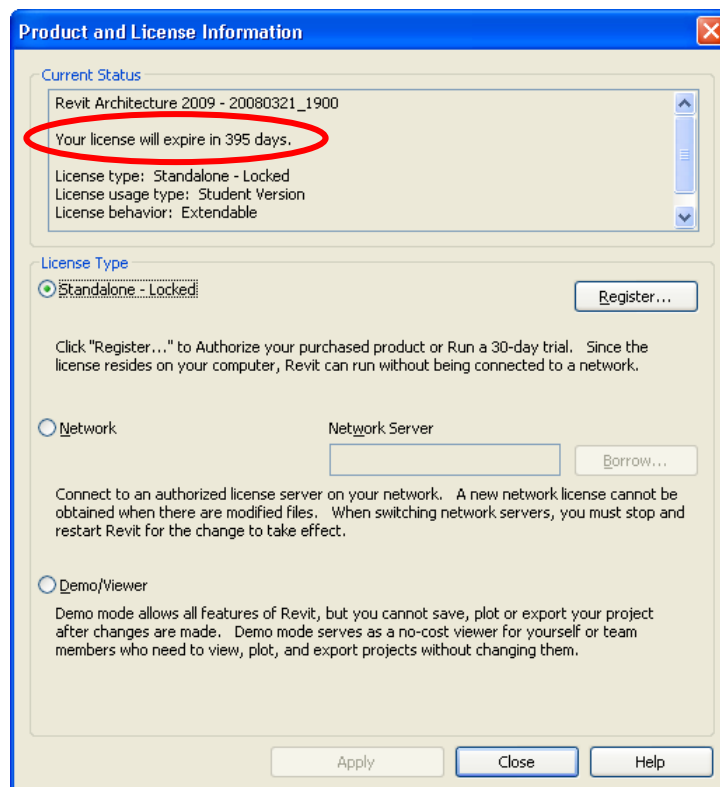 Product and License Information
Current Status
Revit Architecture 2009 - 20080321_1900
Your license will expire in 395 days.
License type: Standalone - Locked
License usage type: Student Version
License behavior: Extendable
License Type
Standalone - Locked
Register...
Click "Register..." to Authorize your purchased product or Run a 30-day trial. Since the
license resides on your computer, Revit can run without being connected to a network.
Network
Network Server
Borrow...
Connect to an authorized license server on your network. A new network license cannot be
obtained when there are modified files. When switching network servers, you must stop and
restart Revit for the change to take effect.
Demo/Viewer
Demo mode allows all features of Revit, but you cannot save, plot or export your project
after changes are made. Demo mode serves as a no-cost viewer for yourself or team
members who need to view, plot, and export projects without changing them.
Apply
Close
Help